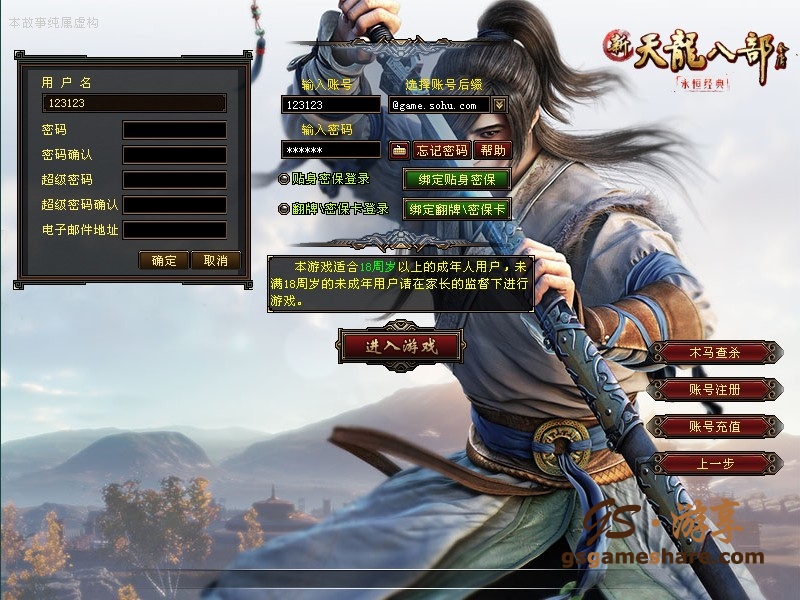 本故事纯属虚构
新天龍八部
永恒经典
用 户 名
123123
密码
密码确认
超级密码
超级密码确认
电子邮件地址
确定
取消
输入账号
选择账号后缀
123123
@game.sohu.com
输入密码
******
忘记密码
帮助
贴身密保登录
绑定贴身密保
翻牌\密保卡登录
绑定翻牌\密保卡
本游戏适合18周岁以上的成年人用户，未
满18周岁的未成年用户请在家长的监督下进行
游戏。
进入游戏
木马查杀
账号注册
账号充值
上一步
GS·游享
gsgameshare.com